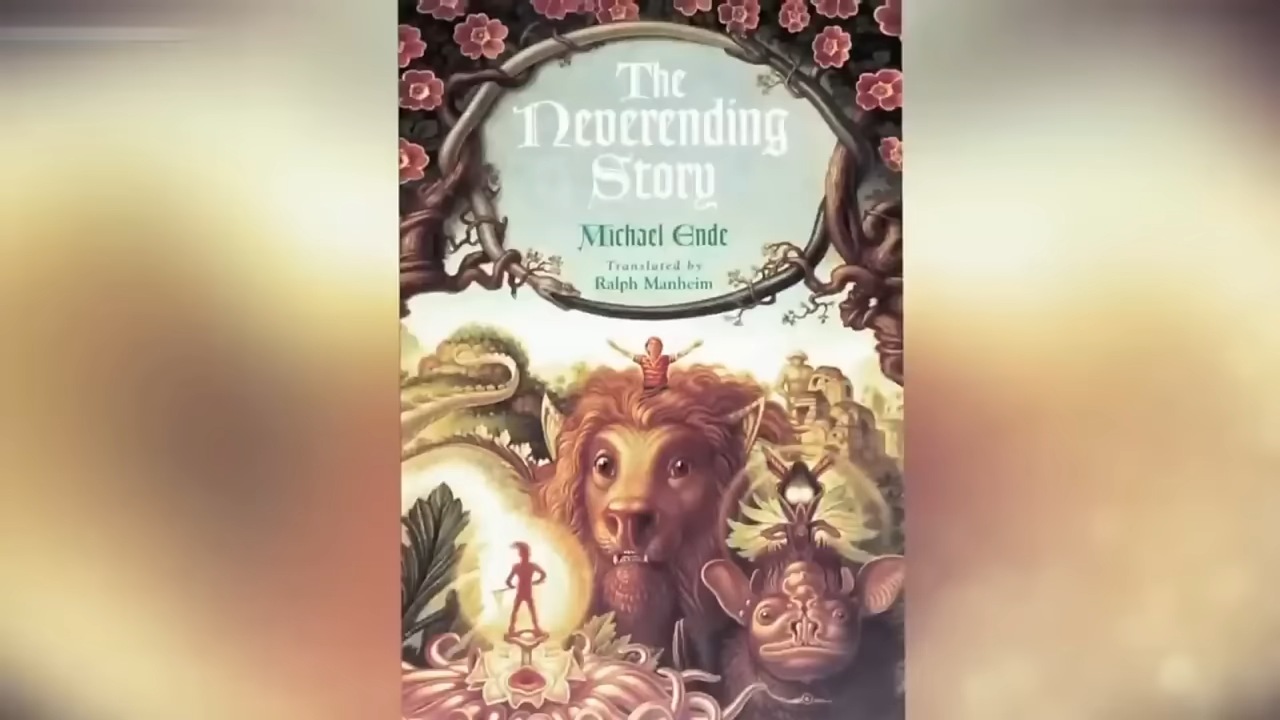 The
Neverending
Story
Michael Ende
Translated by
Ralph Manheim